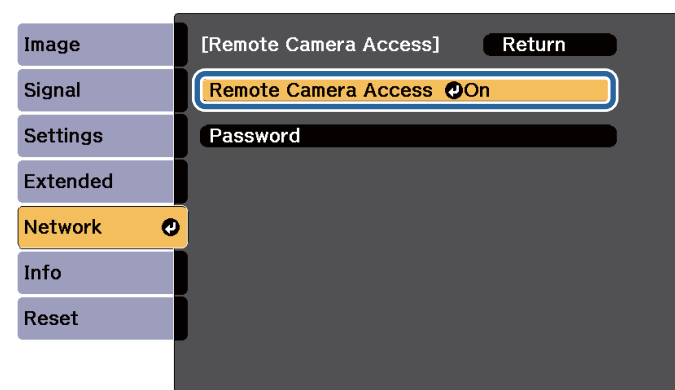 Image
Signal
Settings
Extended
Network
Info
Reset
[Remote Camera Access] Return
Remote Camera Access On
Password